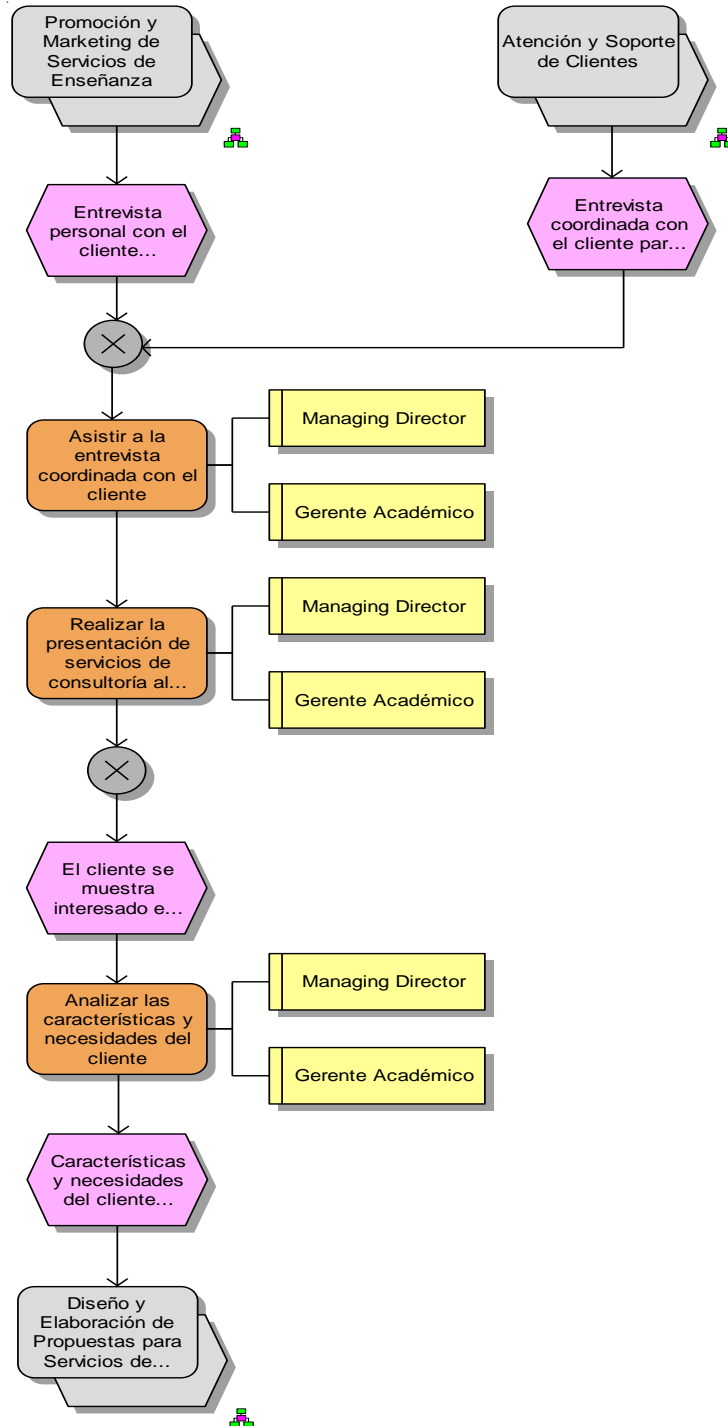 Promoción y
Marketing de
Servicios de
Enseñanza
Atención y Soporte
de Clientes
Entrevista
personal con el
cliente...
Entrevista
coordinada con
el cliente par...
Asistir a la
entrevista
coordinada con el
cliente
Managing Director
Gerente Académico
Realizar la
presentación de
servicios de
consultoría al...
Managing Director
Gerente Académico
El cliente se
muestra
interesado e...
Analizar las
características y
necesidades del
cliente
Managing Director
Gerente Académico
Características
y necesidades
del cliente...
Diseño y
Elaboración de
Propuestas para
Servicios de...